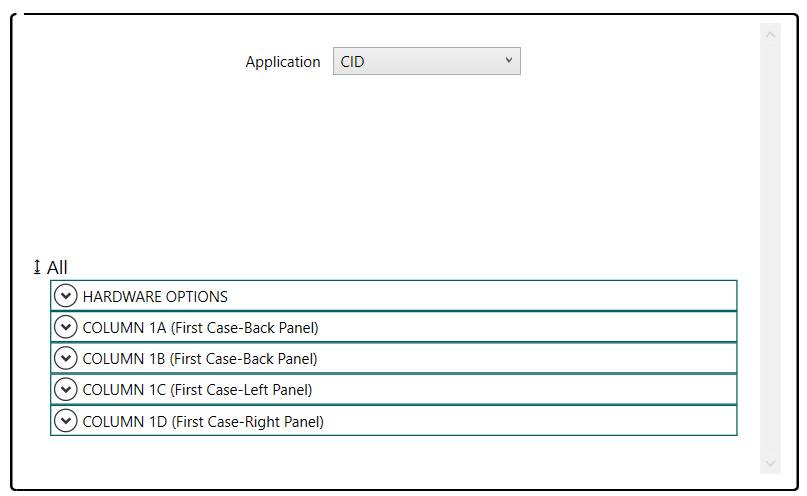 Application CID
All
HARDWARE OPTIONS
COLUMN 1A (First Case-Back Panel)
COLUMN 1B (First Case-Back Panel)
COLUMN 1C (First Case-Left Panel)
COLUMN 1D (First Case-Right Panel)